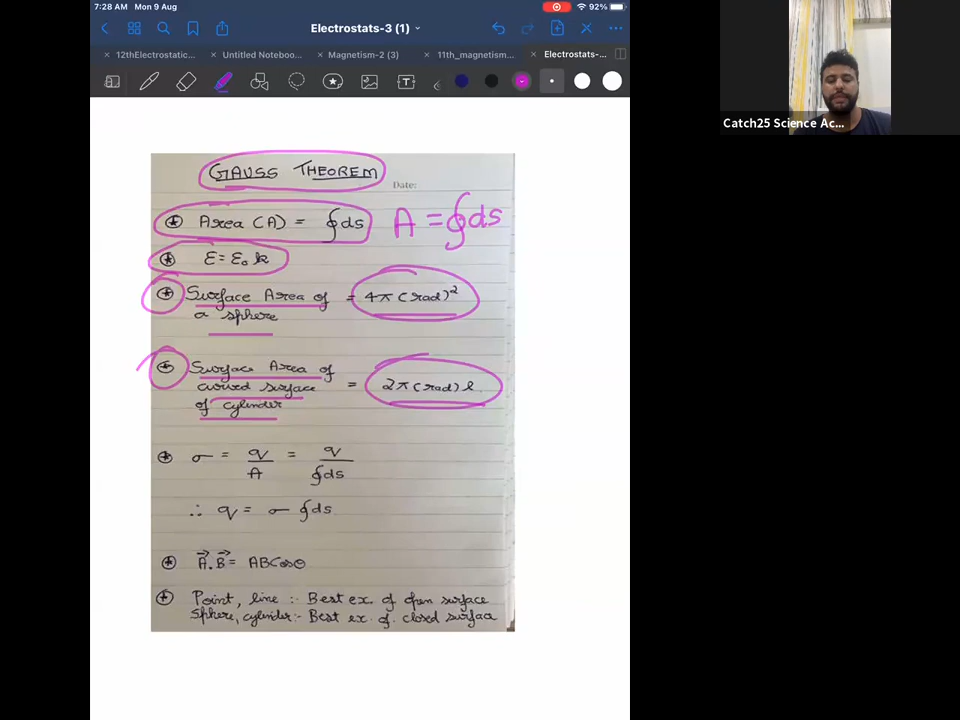 7:28 AM Mon 9 Aug
92%
Electrostats-3 (1)
12thElectrostatic...
Untitled Noteboo...
Magnetism-2 (3)
11th_magnetism...
Electrostats-...
Catch25 Science Ac...
GAUSS THEOREM
Date:
Area (A) = ∮ds
A = ∮ds
ε = ε₀ k
Surface Area of = 4π (rad)²
a sphere
Surface Area of
curved surface = 2π (rad) l
of cylinder
σ = q/A = q/∮ds
∴ q = σ ∮ds
A⃗.B⃗ = ABCosθ
Point, line :- Best ex. of open surface
Sphere, cylinder:- Best ex. of closed surface